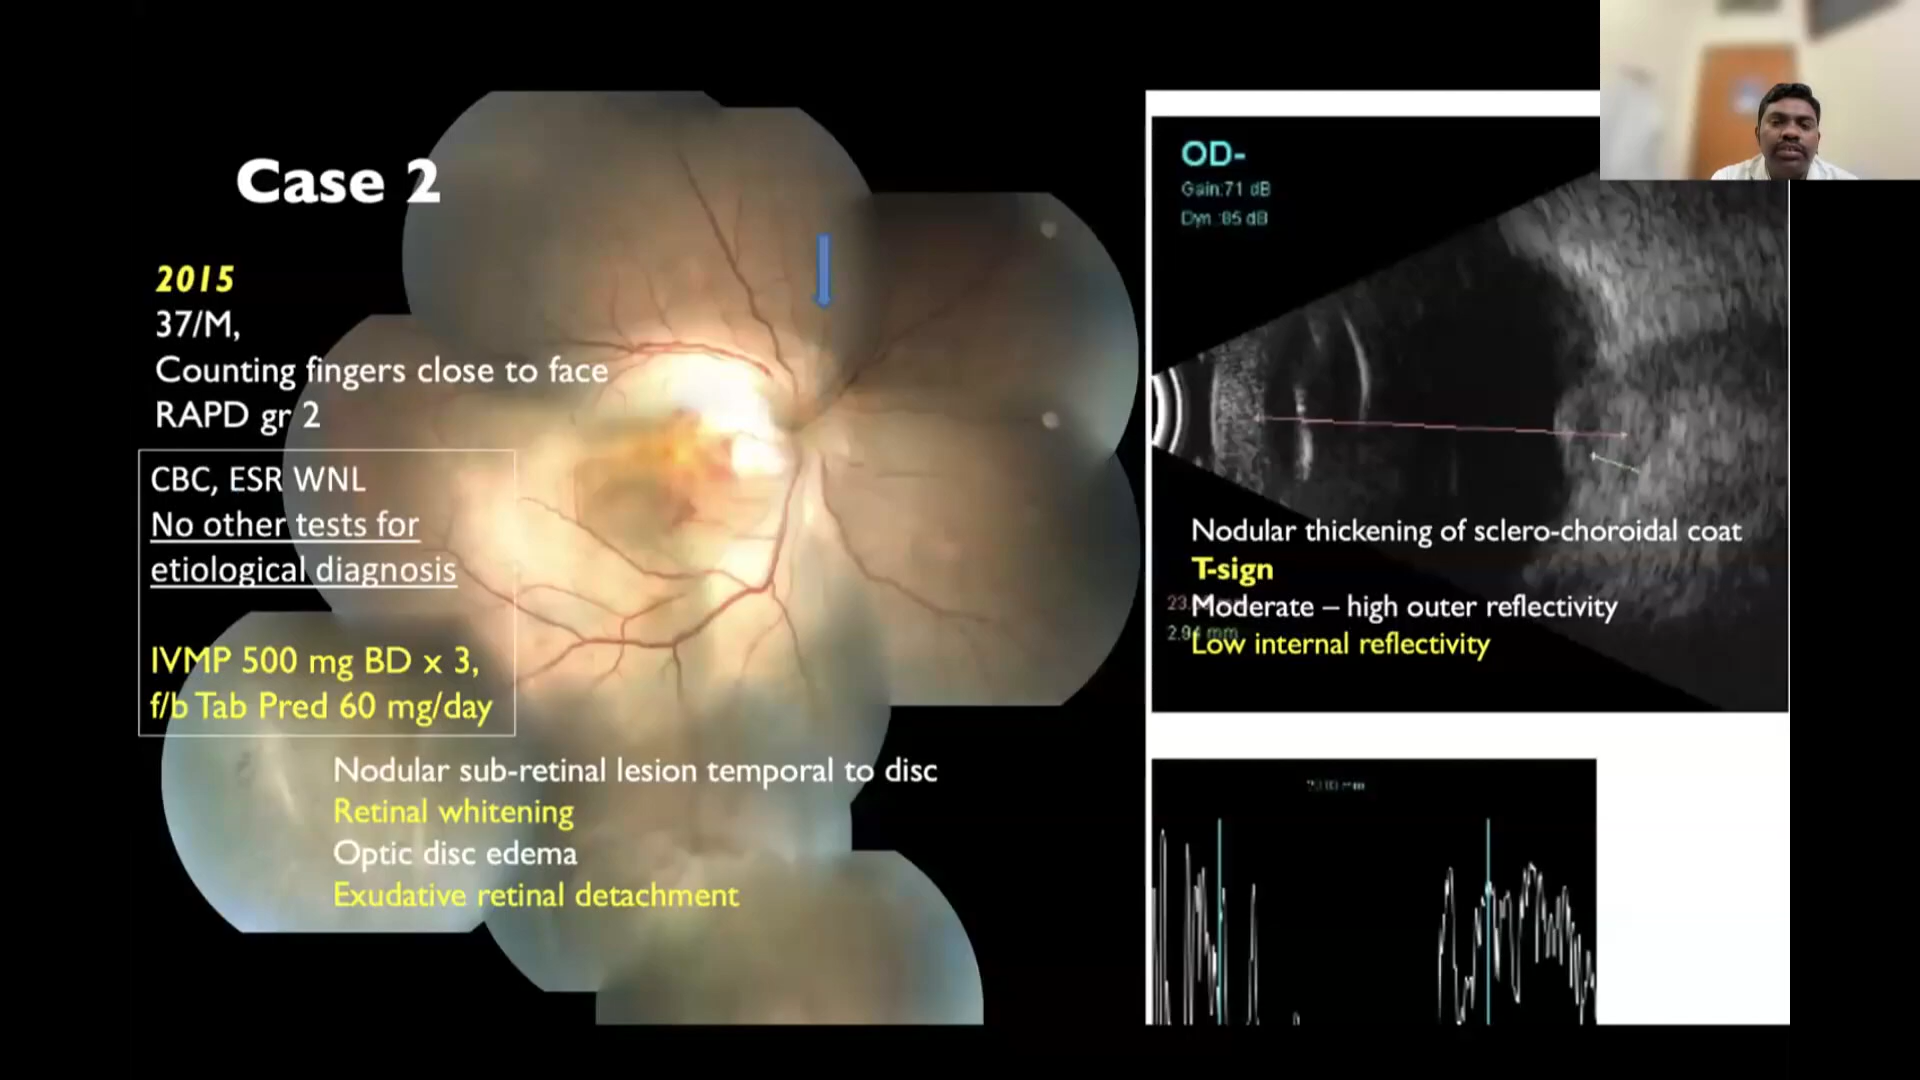 Case 2
2015
37/M,
Counting fingers close to face
RAPD gr 2
CBC, ESR WNL
No other tests for
etiological diagnosis
IVMP 500 mg BD x 3,
f/b Tab Pred 60 mg/day
Nodular sub-retinal lesion temporal to disc
Retinal whitening
Optic disc edema
Exudative retinal detachment
OD-
Gain:71 dB
Dyn :85 dB
Nodular thickening of sclero-choroidal coat
T-sign
Moderate – high outer reflectivity
2.94 mm
Low internal reflectivity